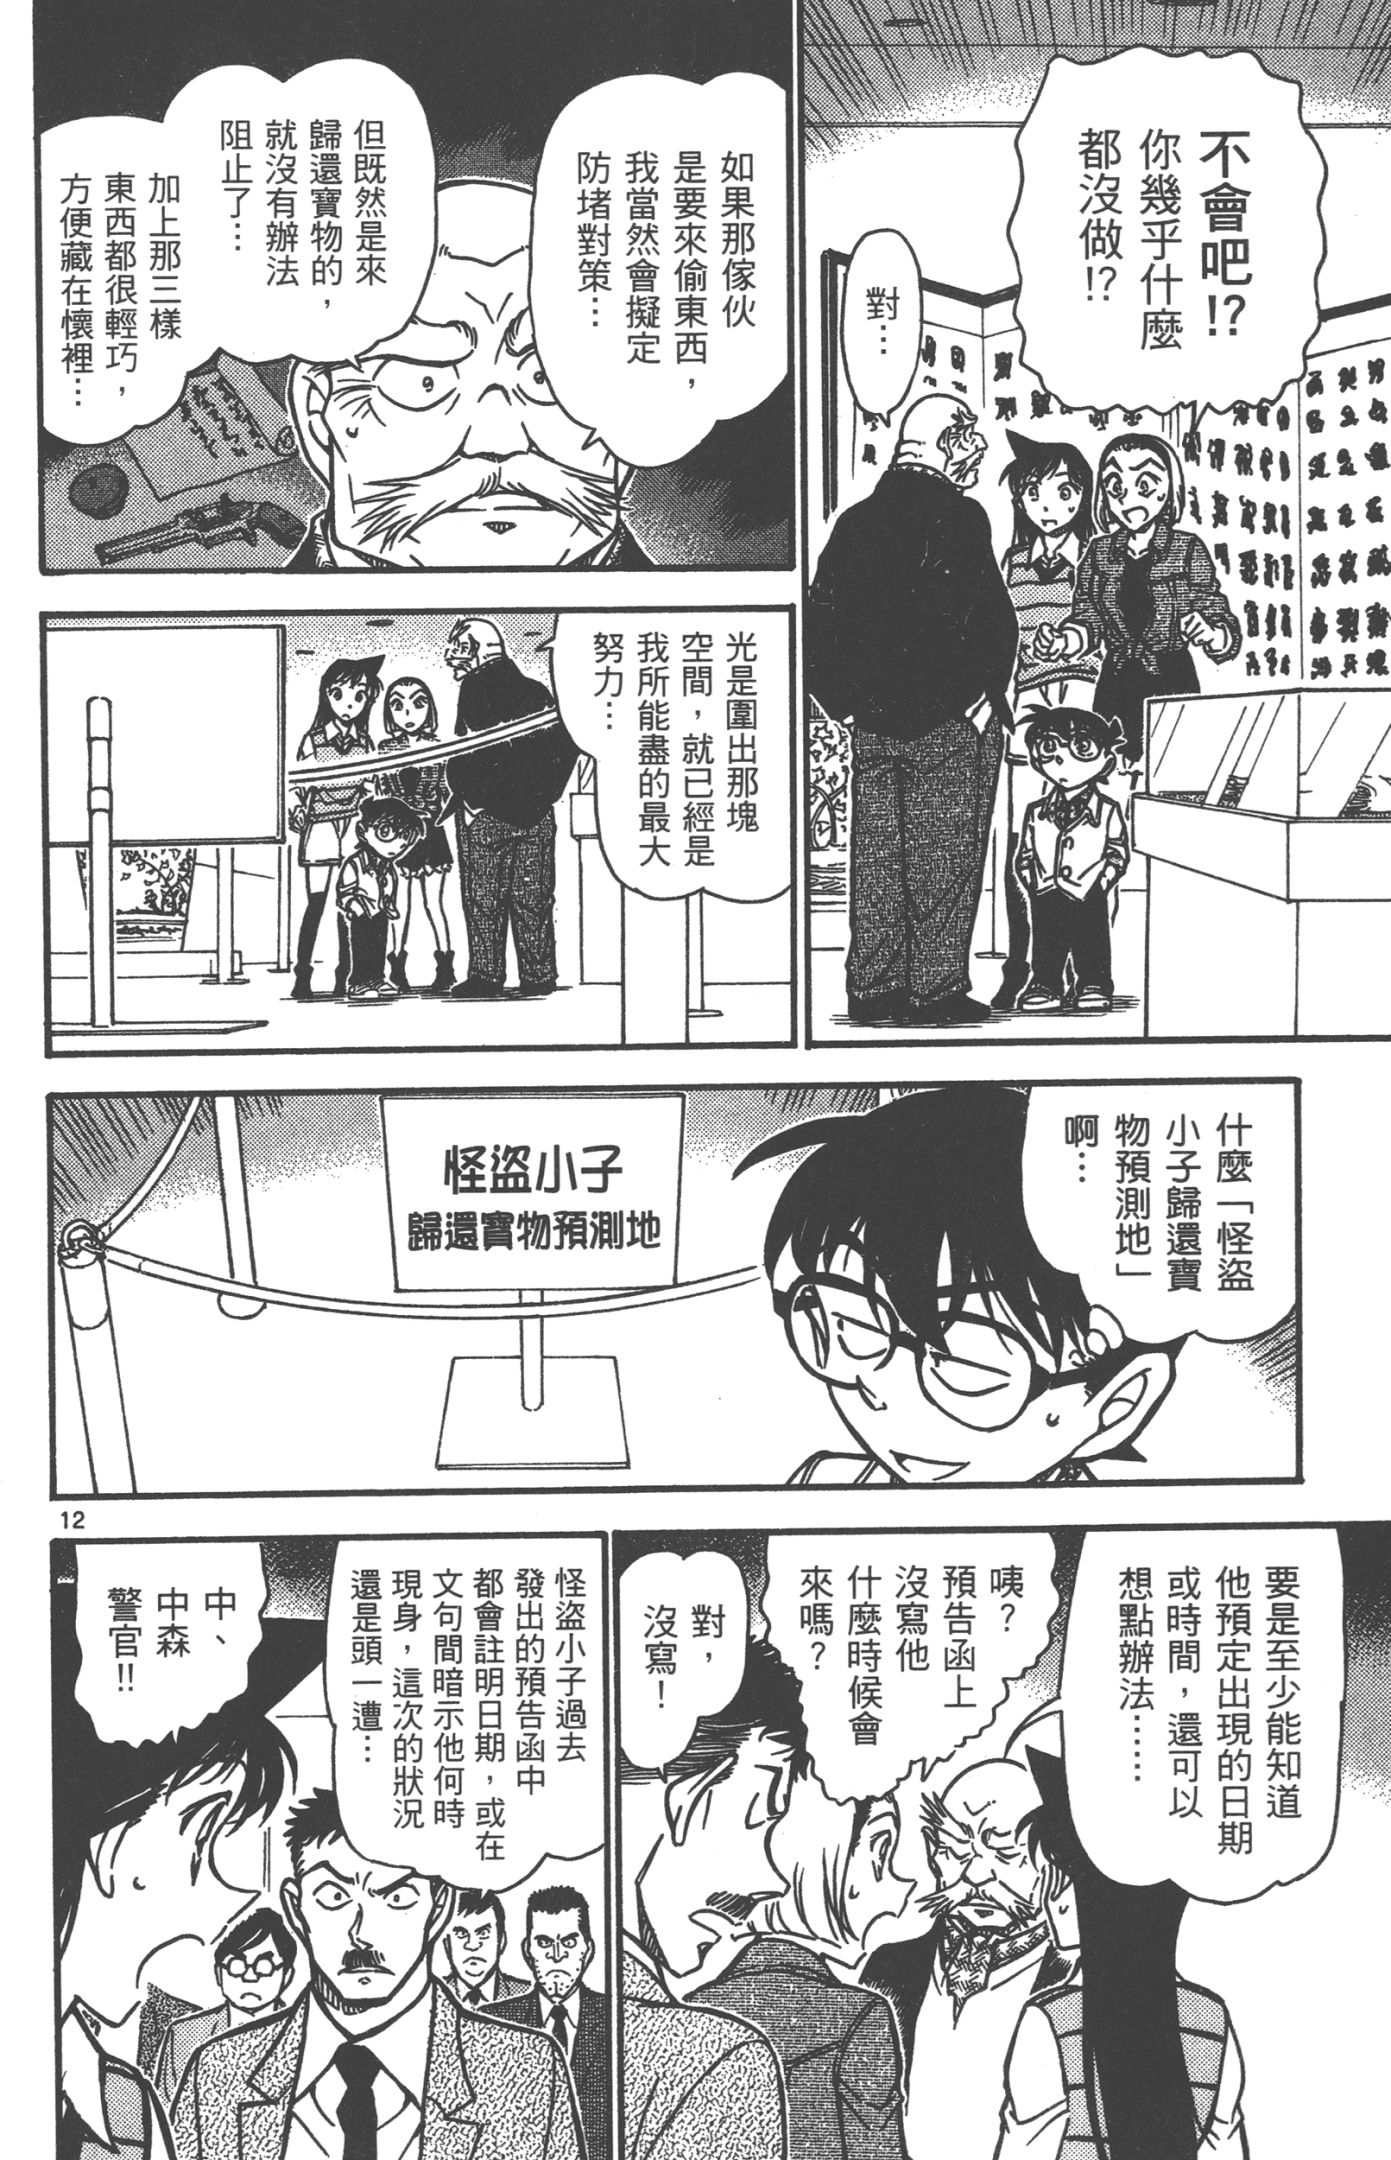 不會吧!?
你幾乎什麼
都沒做!?
對…
如果那傢伙
是要來偷東西,
我當然會擬定
防堵對策…
但既然是來
歸還寶物的,
就沒有辦法
阻止了…
加上那三樣
東西都很輕巧,
方便藏在懷裡…
光是圍出那塊
空間,就已經是
我所能盡的最大
努力…
什麼「怪盜
小子歸還寶
物預測地」
啊…
怪盜小子
歸還寶物預測地
12
要是至少能知道
他預定出現的日期
或時間,還可以
想點辦法……
咦?
預告函上
沒寫他
什麼時候會
來嗎?
對,
沒寫!
怪盜小子過去
發出的預告函中
都會註明日期,或在
文句間暗示他何時
現身,這次的狀況
還是頭一遭…
中、
中森
警官!!